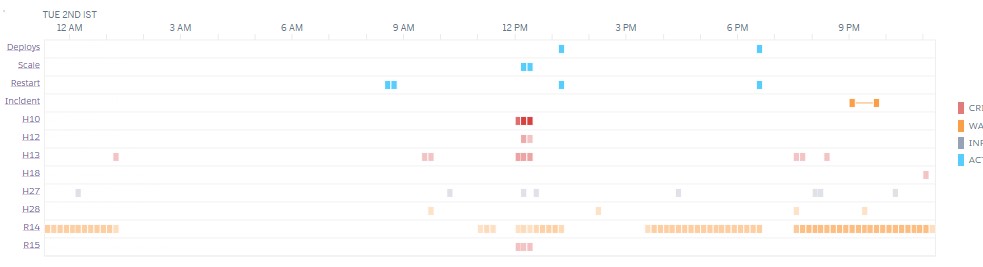 TUE 2ND IST
12 AM 3 AM 6 AM 9 AM 12 PM 3 PM 6 PM 9 PM
Deploys
Scale
Restart
Incident
H10
H12
H13
H18
H27
H28
R14
R15
CRI
WA
INF
ACT